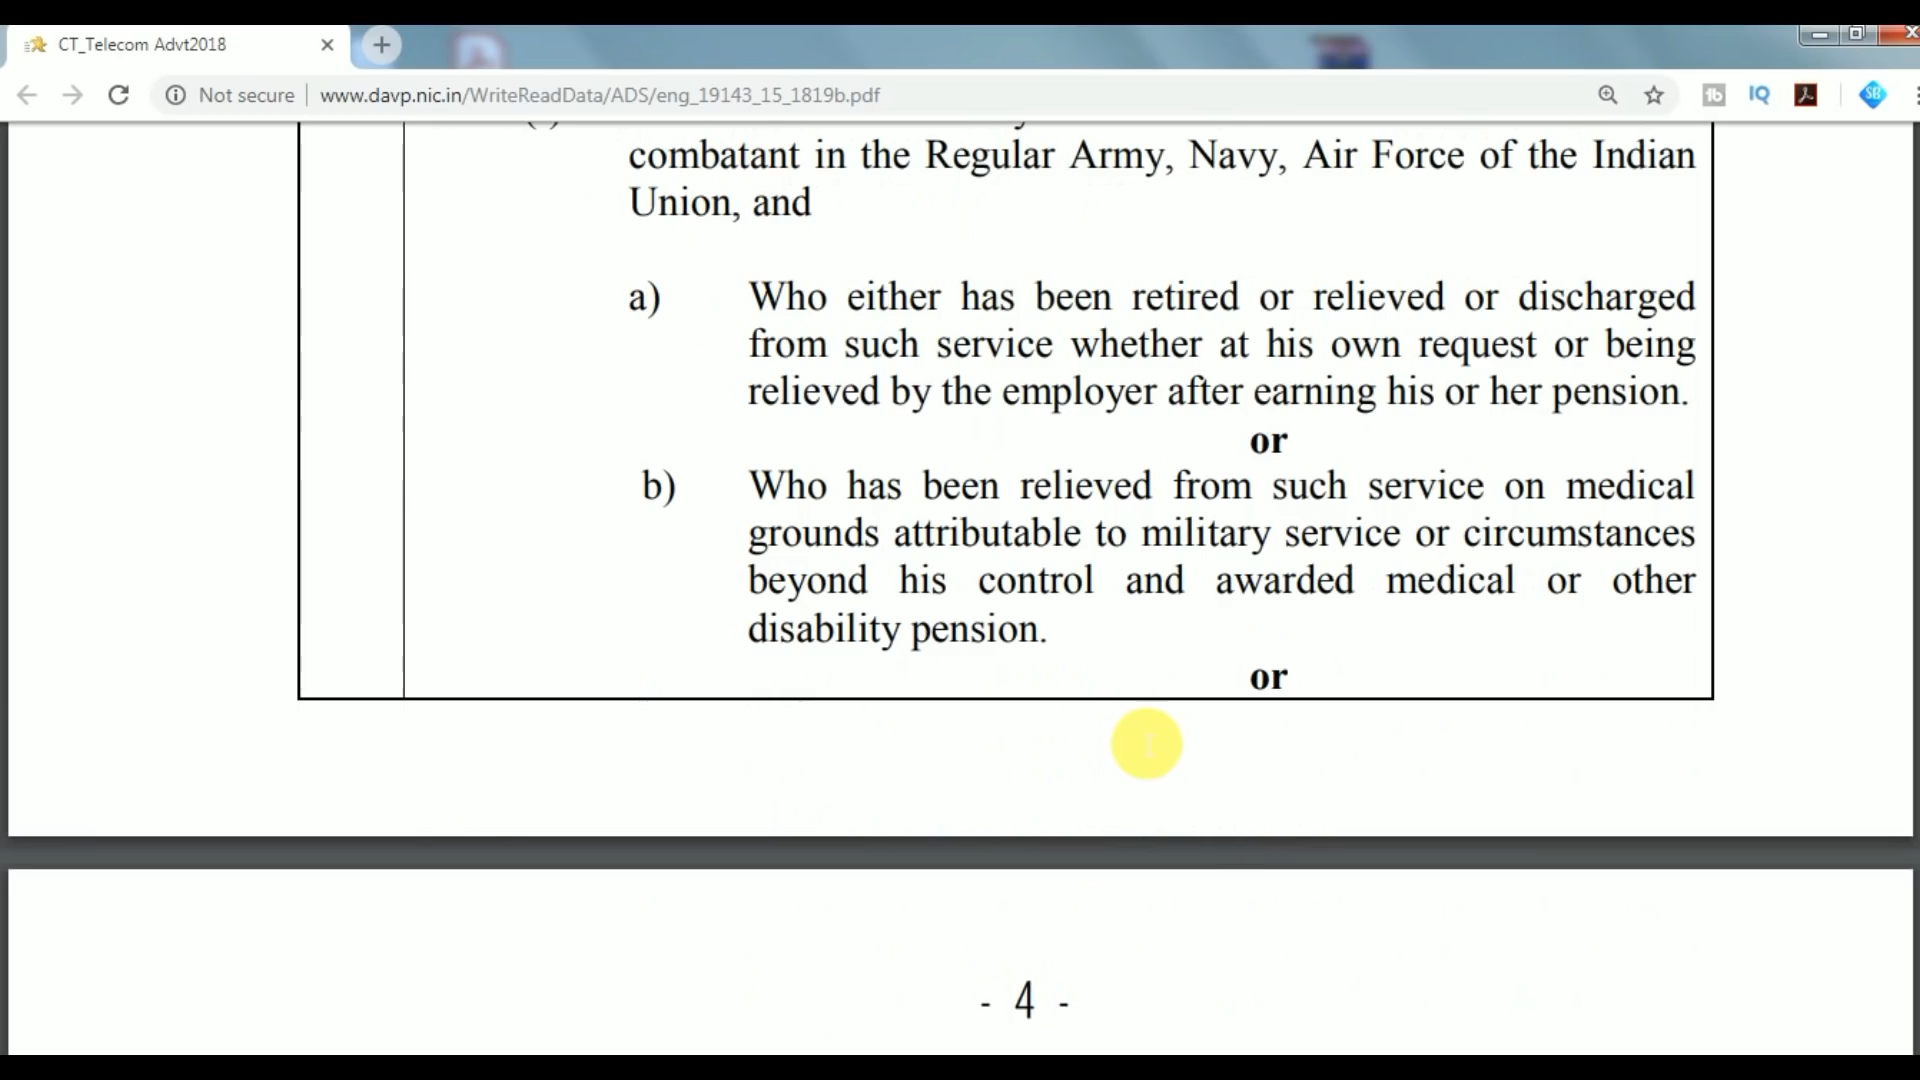 CT_Telecom Advt2018
Not secure
www.davp.nic.in/WriteReadData/ADS/eng_19143_15_1819b.pdf
IQ
SB
combatant in the Regular Army, Navy, Air Force of the Indian
Union, and
a) Who either has been retired or relieved or discharged
from such service whether at his own request or being
relieved by the employer after earning his or her pension.
or
b) Who has been relieved from such service on medical
grounds attributable to military service or circumstances
beyond his control and awarded medical or other
disability pension.
or
- 4 -